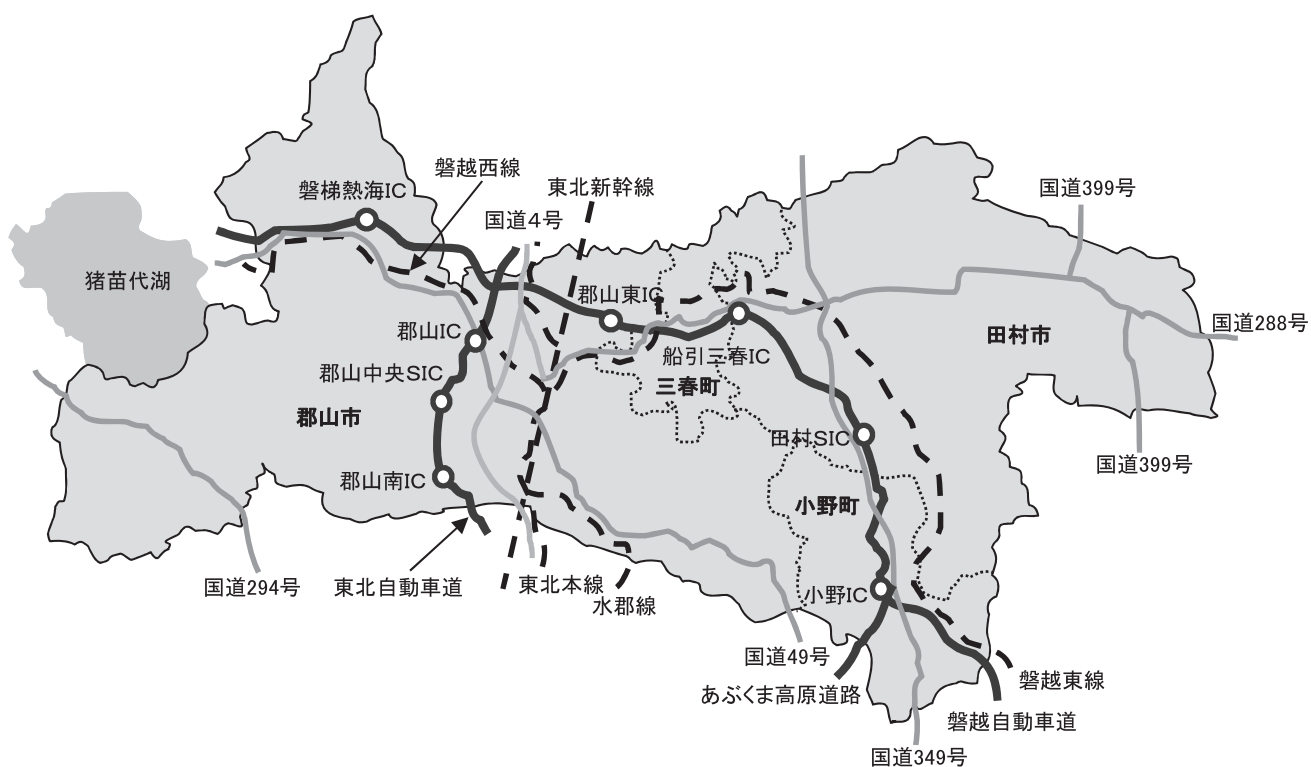 磐越西線
東北新幹線
磐梯熱海IC
国道399号
国道4号
猪苗代湖
郡山東IC
国道288号
郡山IC
田村市
船引三春IC
郡山中央SIC
三春町
郡山市
田村SIC
国道399号
郡山南IC
小野町
国道294号
東北自動車道
東北本線
小野IC
水郡線
国道49号
磐越東線
あぶくま高原道路
磐越自動車道
国道349号